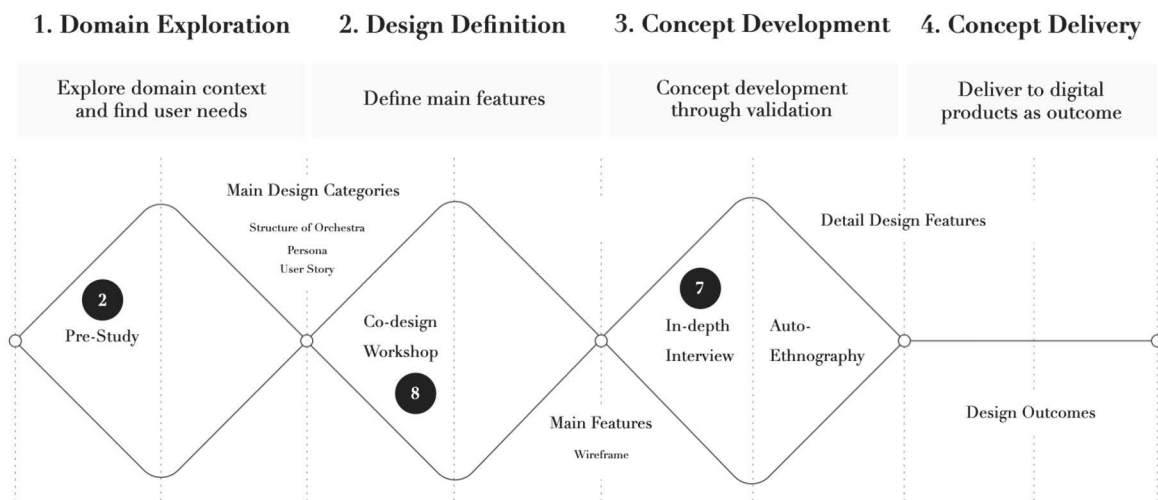 1. Domain Exploration
2. Design Definition
3. Concept Development
4. Concept Delivery
Explore domain context
and find user needs
Define main features
Concept development
through validation
Deliver to digital
products as outcome
Main Design Categories
Structure of Orchestra
Persona
User Story
2
Pre-Study
Co-design
Workshop
8
Main Features
Wireframe
7
In-depth
Interview
Auto-
Ethnography
Detail Design Features
Design Outcomes